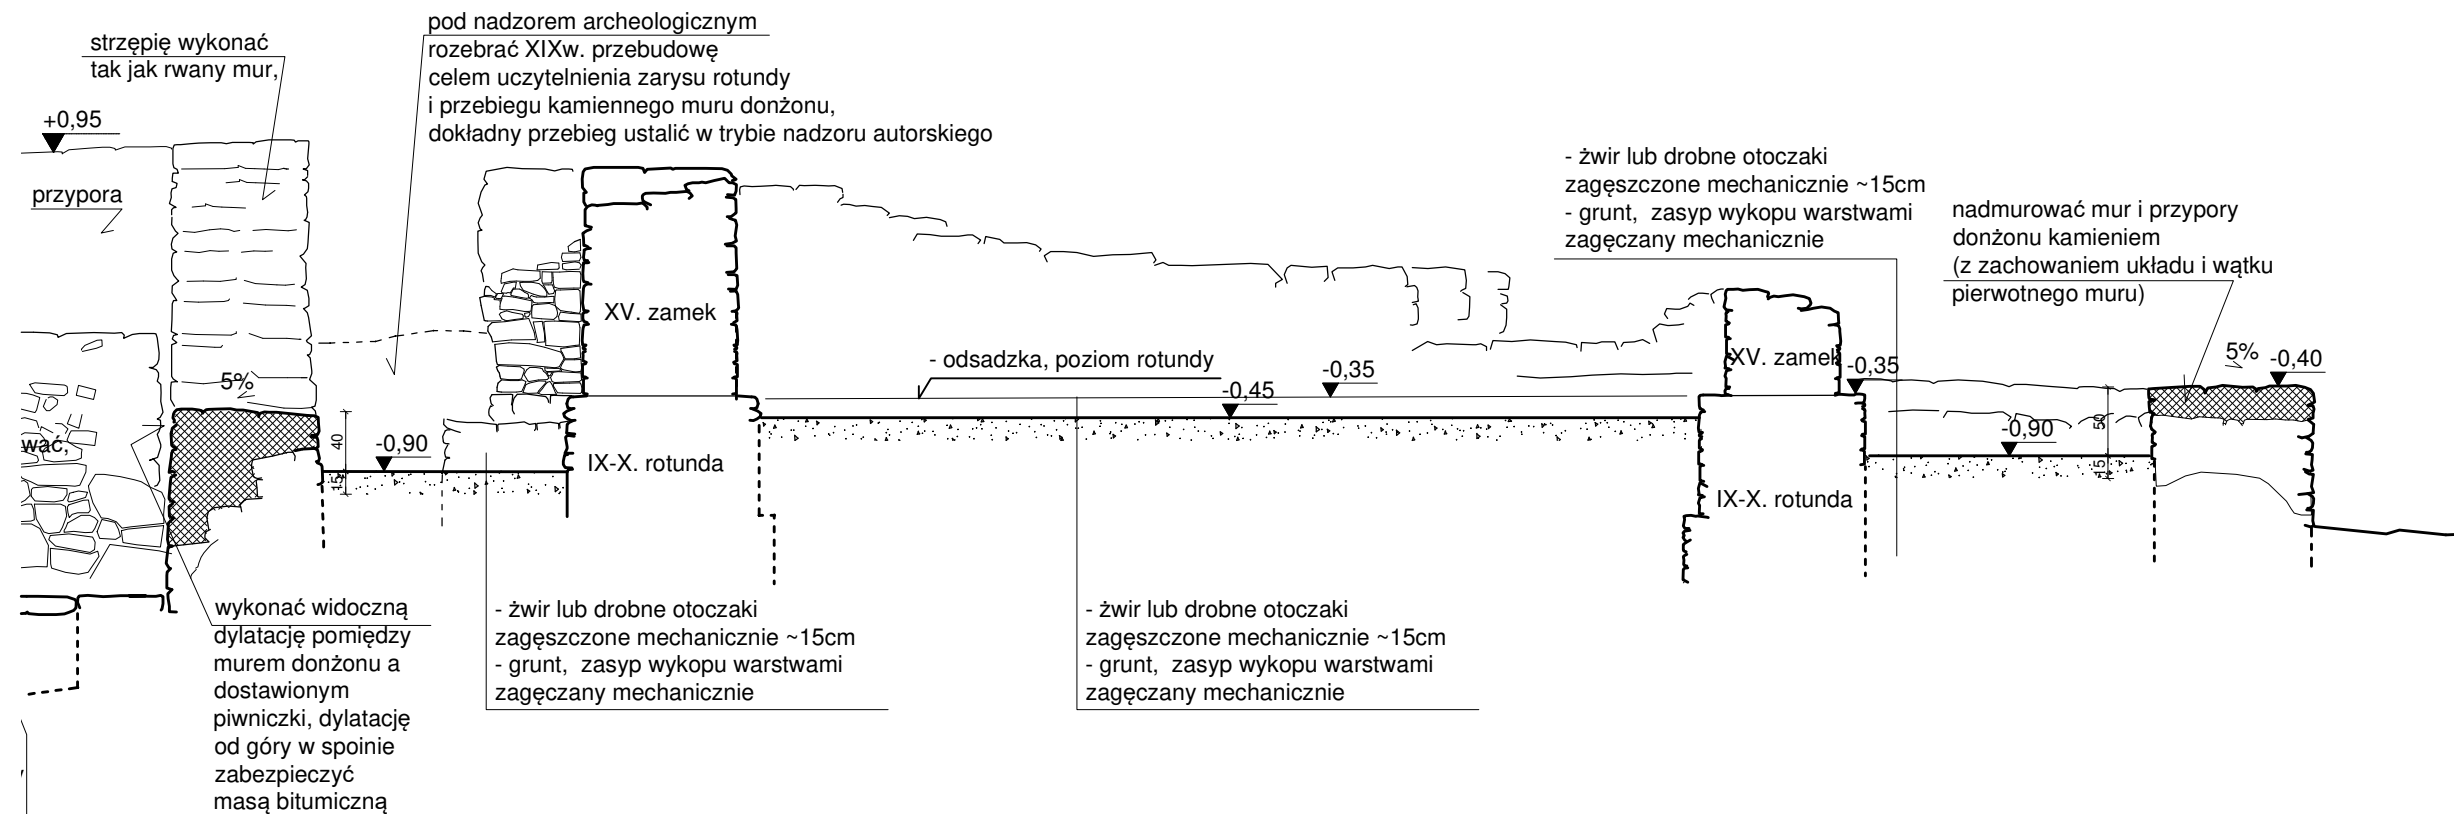 strzępię wykonać
tak jak rwany mur,
+0,95
przypora
pod nadzorem archeologicznym
rozebrać XIXw. przebudowę
celem uczytelnienia zarysu rotundy
i przebiegu kamiennego muru donżonu,
dokładny przebieg ustalić w trybie nadzoru autorskiego
- żwir lub drobne otoczaki
zagęszczone mechanicznie ~15cm
- grunt, zasyp wykopu warstwami
zagęczany mechanicznie
nadmurować mur i przypory
donżonu kamieniem
(z zachowaniem układu i wątku
pierwotnego muru)
XV. zamek
- odsadzka, poziom rotundy
-0,35
-0,45
XV. zamek
-0,35
5%
-0,40
5%
wać,
40
15
-0,90
IX-X. rotunda
-0,90
50
15
IX-X. rotunda
wykonać widoczną
dylatację pomiędzy
murem donżonu a
dostawionym
piwniczki, dylatację
od góry w spoinie
zabezpieczyć
masą bitumiczną
- żwir lub drobne otoczaki
zagęszczone mechanicznie ~15cm
- grunt, zasyp wykopu warstwami
zagęczany mechanicznie
- żwir lub drobne otoczaki
zagęszczone mechanicznie ~15cm
- grunt, zasyp wykopu warstwami
zagęczany mechanicznie